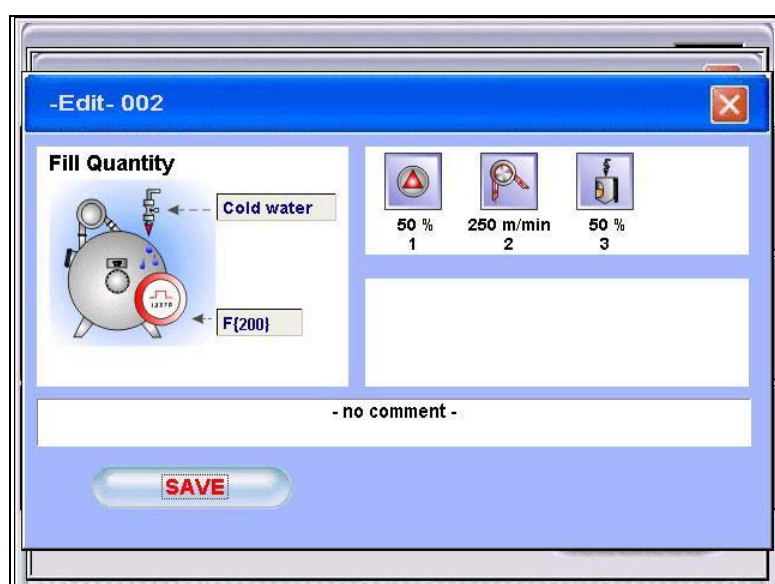 -Edit- 002
Fill Quantity
Cold water
F{200}
50 %
1
250 m/min
2
50 %
3
- no comment -
SAVE